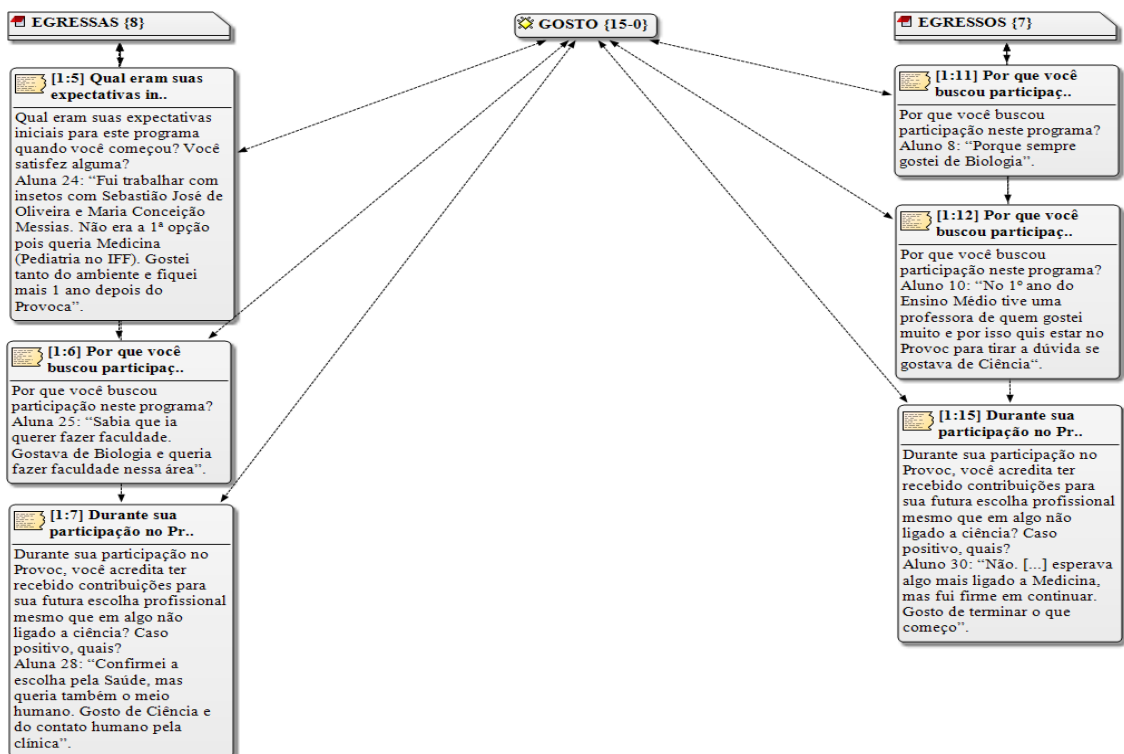 EGRESSAS {8}
[1:5] Qual eram suas
expectativas in..
Qual eram suas expectativas
iniciais para este programa
quando você começou? Você
satisfez alguma?
Aluna 24: “Fui trabalhar com
insetos com Sebastião José de
Oliveira e Maria Conceição
Messias. Não era a 1ª opção
pois queria Medicina
(Pediatria no IFF). Gostei
tanto do ambiente e fiquei
mais 1 ano depois do
Provoca”.
[1:6] Por que você
buscou participaç..
Por que você buscou
participação neste programa?
Aluna 25: “Sabia que ia
querer fazer faculdade.
Gostava de Biologia e queria
fazer faculdade nessa área”.
[1:7] Durante sua
participação no Pr..
Durante sua participação no
Provoc, você acredita ter
recebido contribuições para
sua futura escolha profissional
mesmo que em algo não
ligado a ciência? Caso
positivo, quais?
Aluna 28: “Confirmei a
escolha pela Saúde, mas
queria também o meio
humano. Gosto de Ciência e
do contato humano pela
clínica”.
GOSTO {15-0}
EGRESSOS {7}
[1:11] Por que você
buscou participaç..
Por que você buscou
participação neste programa?
Aluno 8: “Porque sempre
gostei de Biologia”.
[1:12] Por que você
buscou participaç..
Por que você buscou
participação neste programa?
Aluno 10: “No 1º ano do
Ensino Médio tive uma
professora de quem gostei
muito e por isso quis estar no
Provoc para tirar a dúvida se
gostava de Ciência“.
[1:15] Durante sua
participação no Pr..
Durante sua participação no
Provoc, você acredita ter
recebido contribuições para
sua futura escolha profissional
mesmo que em algo não
ligado a ciência? Caso
positivo, quais?
Aluno 30: “Não. [...] esperava
algo mais ligado a Medicina,
mas fui firme em continuar.
Gosto de terminar o que
começo”.